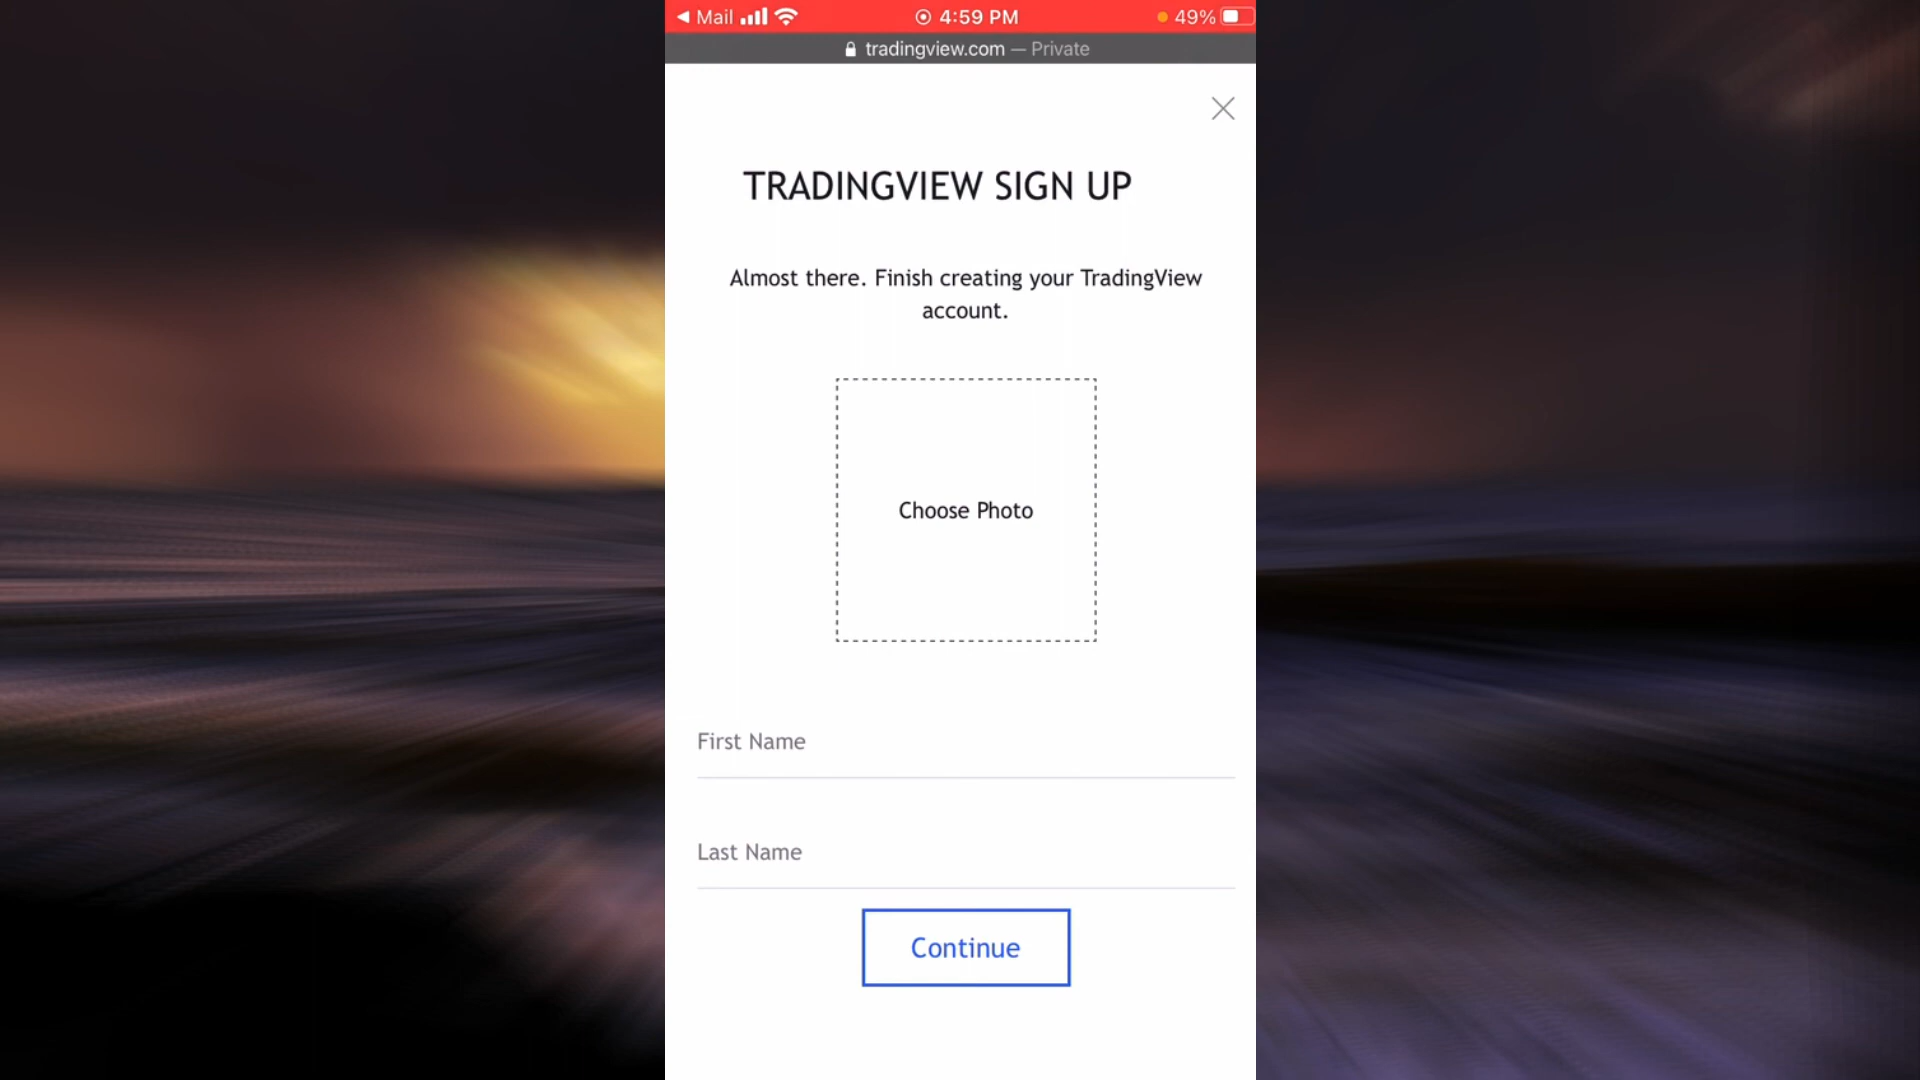 Mail 4:59 PM 49%
tradingview.com — Private
TRADINGVIEW SIGN UP
Almost there. Finish creating your TradingView
account.
Choose Photo
First Name
Last Name
Continue